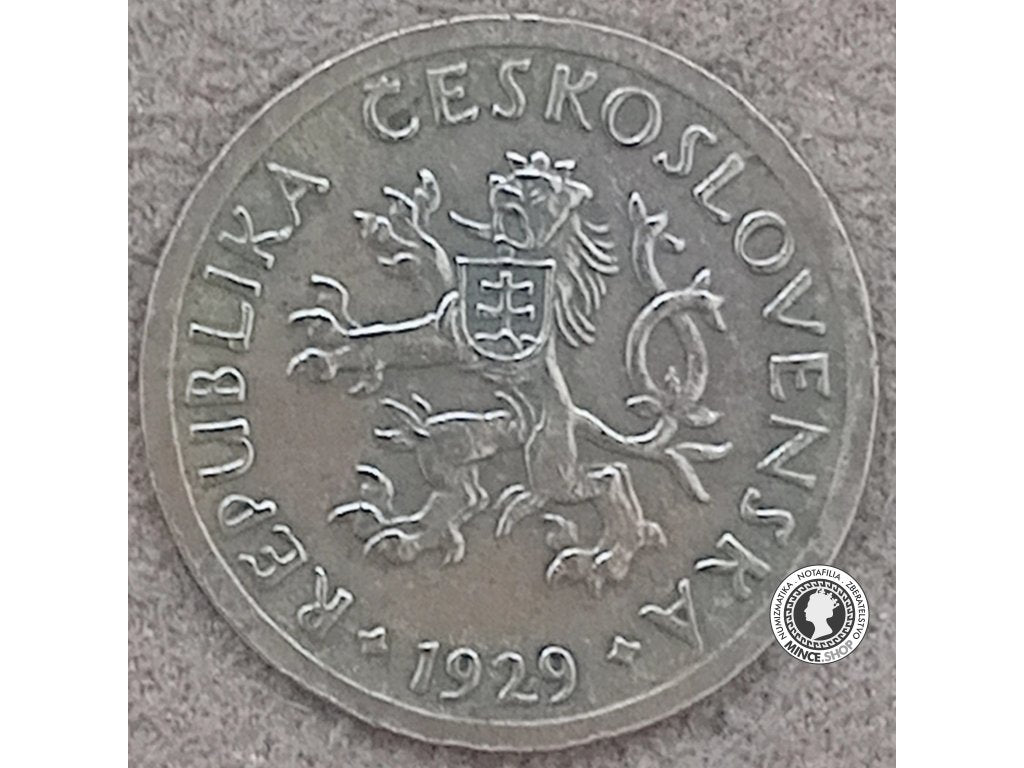 REPUBLIKA ČESKOSLOVENSKA
1929
NUMIZMATIKA . NOTAFILIA . ZBERATEĽSTVO
MINCE.SHOP